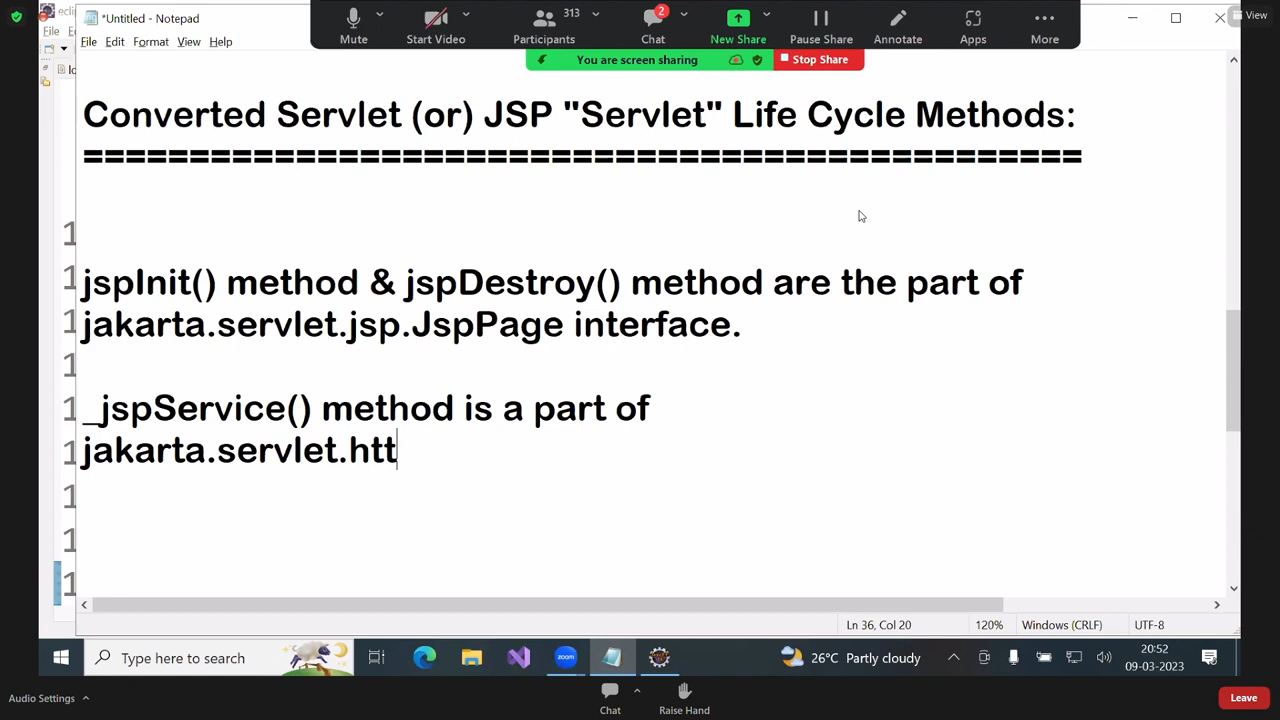 *Untitled - Notepad
File Edit Format View Help
Mute
Start Video
313
Participants
2
Chat
New Share
Pause Share
Annotate
Apps
More
View
You are screen sharing
Stop Share
Converted Servlet (or) JSP "Servlet" Life Cycle Methods:
===============================================
jspInit() method & jspDestroy() method are the part of
jakarta.servlet.jsp.JspPage interface.
_jspService() method is a part of
jakarta.servlet.htt
Ln 36, Col 20
120%
Windows (CRLF)
UTF-8
Type here to search
zoom
26°C Partly cloudy
20:52
09-03-2023
Audio Settings
Chat
Raise Hand
Leave